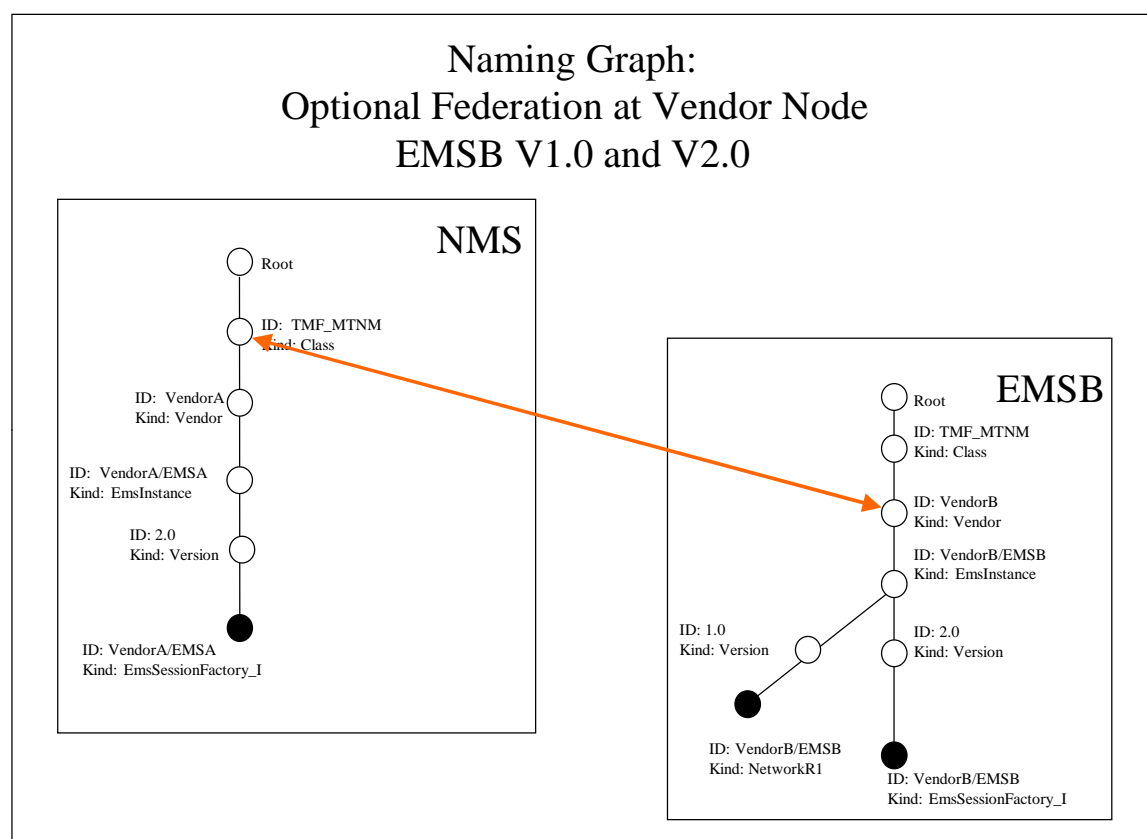 Naming Graph:
Optional Federation at Vendor Node
EMSB V1.0 and V2.0
NMS
Root
ID: TMF_MTNM
Kind: Class
ID: VendorA
Kind: Vendor
ID: VendorA/EMSA
Kind: EmsInstance
ID: 2.0
Kind: Version
ID: VendorA/EMSA
Kind: EmsSessionFactory_I
EMSB
Root
ID: TMF_MTNM
Kind: Class
ID: VendorB
Kind: Vendor
ID: VendorB/EMSB
Kind: EmsInstance
ID: 1.0
Kind: Version
ID: 2.0
Kind: Version
ID: VendorB/EMSB
Kind: NetworkR1
ID: VendorB/EMSB
Kind: EmsSessionFactory_I